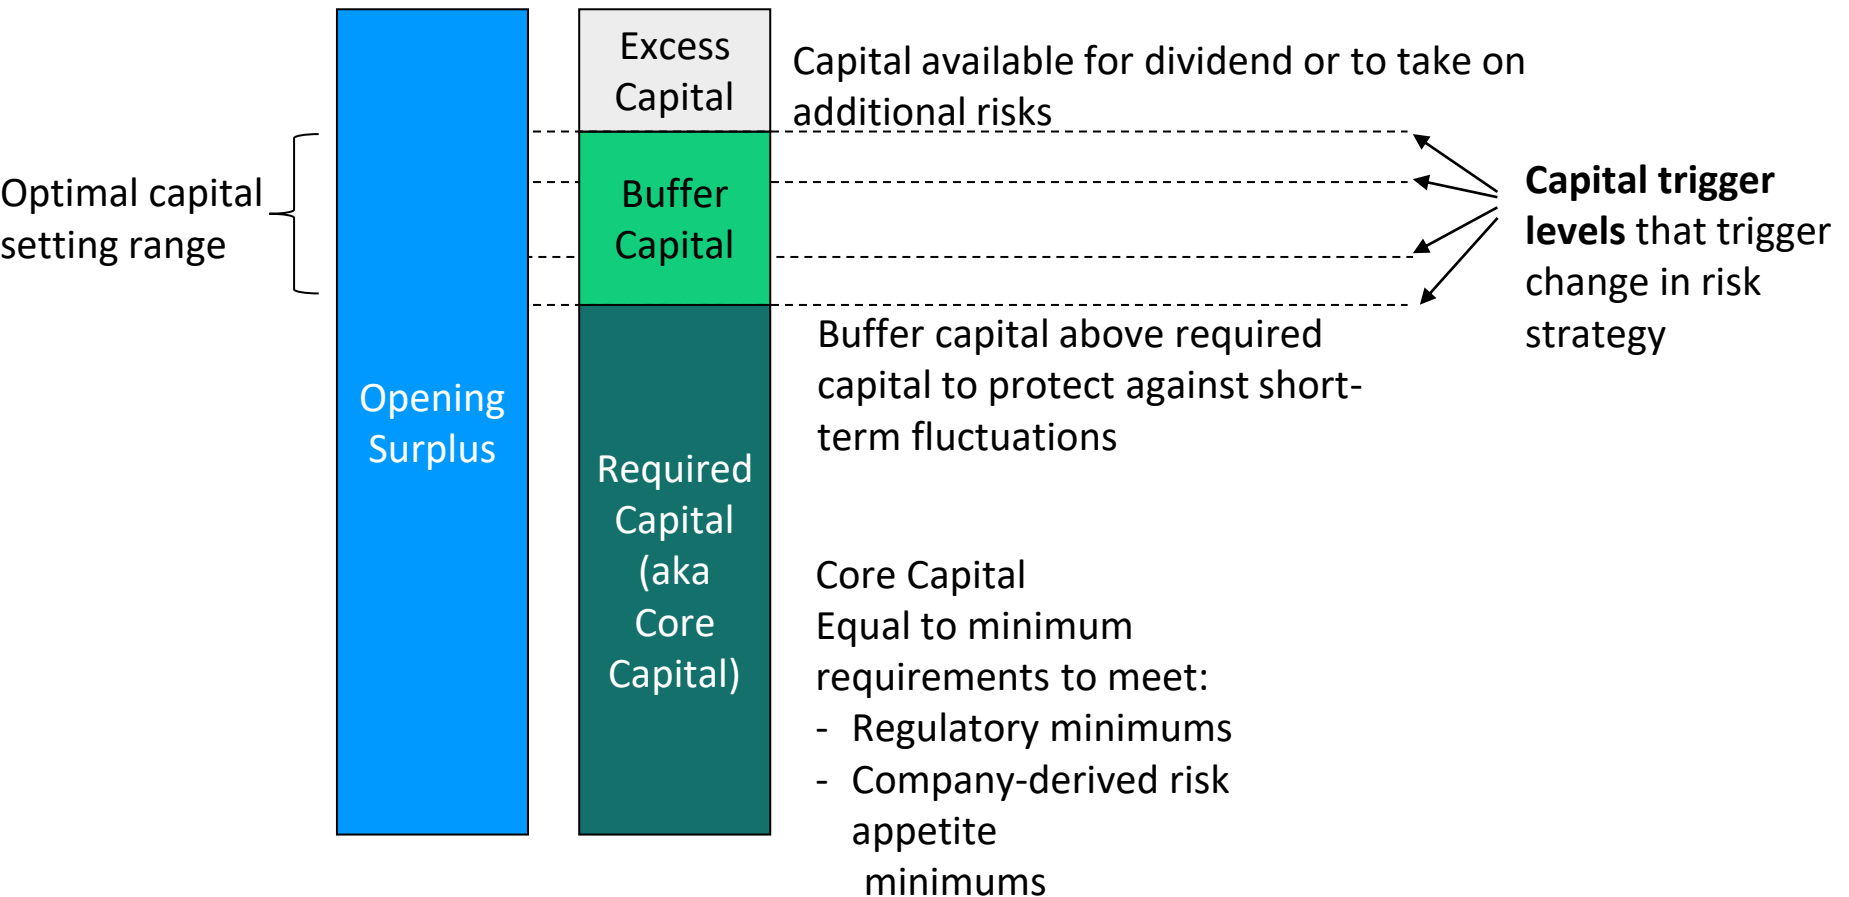 Excess
Capital
Capital available for dividend or to take on
additional risks
Optimal capital
setting range
Buffer
Capital
Capital trigger
levels that trigger
change in risk
strategy
Buffer capital above required
capital to protect against short-
term fluctuations
Opening
Surplus
Required
Capital
(aka
Core
Capital)
Core Capital
Equal to minimum
requirements to meet:
- Regulatory minimums
- Company-derived risk
appetite
minimums